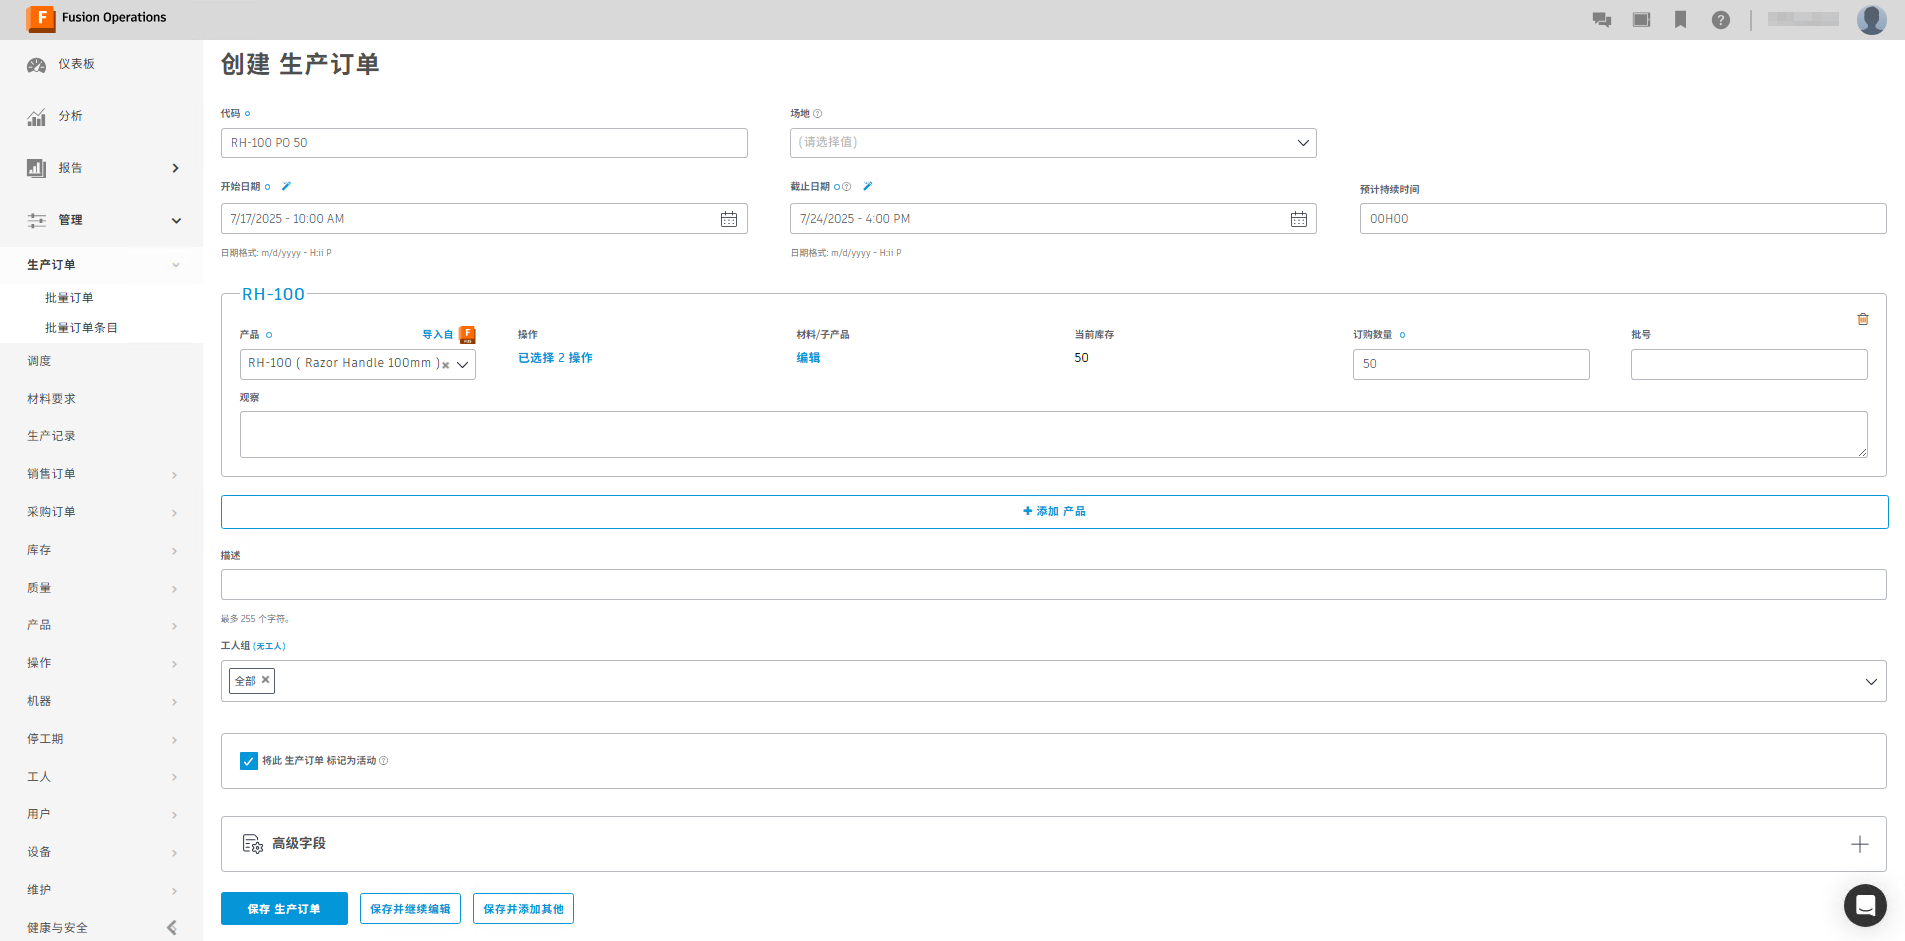 Fusion Operations
仪表板
分析
报告
管理
生产订单
批量订单
批量订单条目
调度
材料要求
生产记录
销售订单
采购订单
库存
质量
产品
操作
机器
停工期
工人
用户
设备
维护
健康与安全
创建 生产订单
代码
RH-100 PO 50
场地
(请选择值)
开始日期
7/17/2025 - 10:00 AM
日期格式: m/d/yyyy - H:ii P
截止日期
7/24/2025 - 4:00 PM
日期格式: m/d/yyyy - H:ii P
预计持续时间
00H00
RH-100
产品
导入自
RH-100 ( Razor Handle 100mm )
操作
已选择 2 操作
材料/子产品
编辑
当前库存
50
订购数量
50
批号
观察
+ 添加 产品
描述
最多 255 个字符。
工人组 (无工人)
全部
将此 生产订单 标记为活动
高级字段
保存 生产订单
保存并继续编辑
保存并添加其他